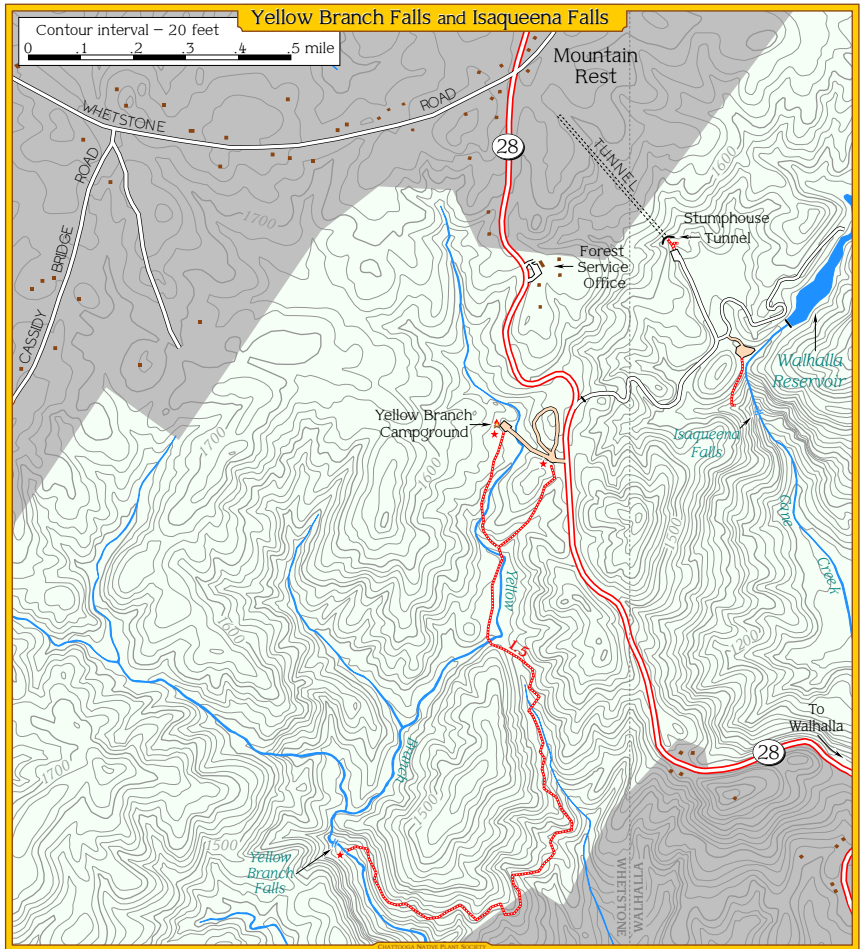 Yellow Branch Falls and Isaqueena Falls
Contour interval – 20 feet
0 .1 .2 .3 .4 .5 mile
Mountain
Rest
WHETSTONE
ROAD
28
TUNNEL
1600
ROAD
1700
Stumphouse
Tunnel
BRIDGE
Forest
Service
Office
CASSIDY
Walhalla
Reservoir
Yellow Branch
Campground
Isaqueena
Falls
1700
1600
Cane
Creek
Yellow
1.5
1200
To
Walhalla
28
Branch
1700
1500
1500
Yellow
Branch
Falls
WHETSTONE
WALHALLA
CHATTOOGA NATIVE PLANT SOCIETY